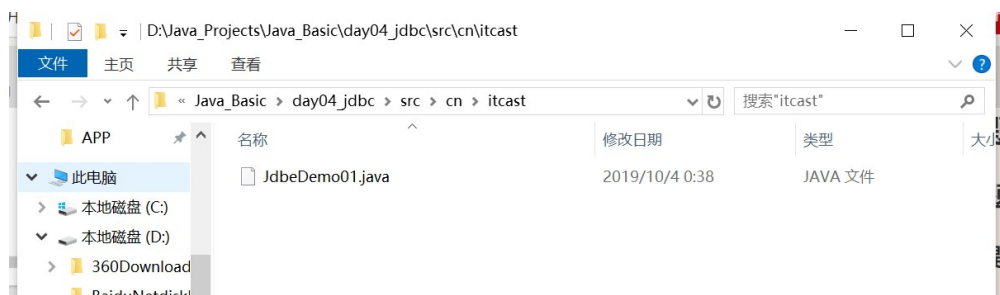 D:\Java_Projects\Java_Basic\day04_jdbc\src\cn\itcast
文件 主页 共享 查看
« Java_Basic > day04_jdbc > src > cn > itcast 搜索"itcast"
APP 名称 修改日期 类型
此电脑 JdbeDemo01.java 2019/10/4 0:38 JAVA 文件
本地磁盘 (C:)
本地磁盘 (D:)
360Download